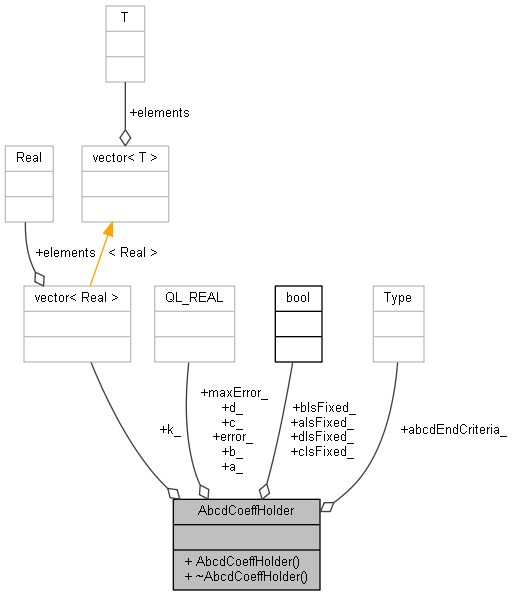 T
+elements
Real
vector< T >
+elements
< Real >
vector< Real >
QL_REAL
bool
Type
+k_
+maxError_
+d_
+c_
+error_
+b_
+a_
+bIsFixed_
+aIsFixed_
+dIsFixed_
+cIsFixed_
+abcdEndCriteria_
AbcdCoeffHolder
+ AbcdCoeffHolder()
+ ~AbcdCoeffHolder()